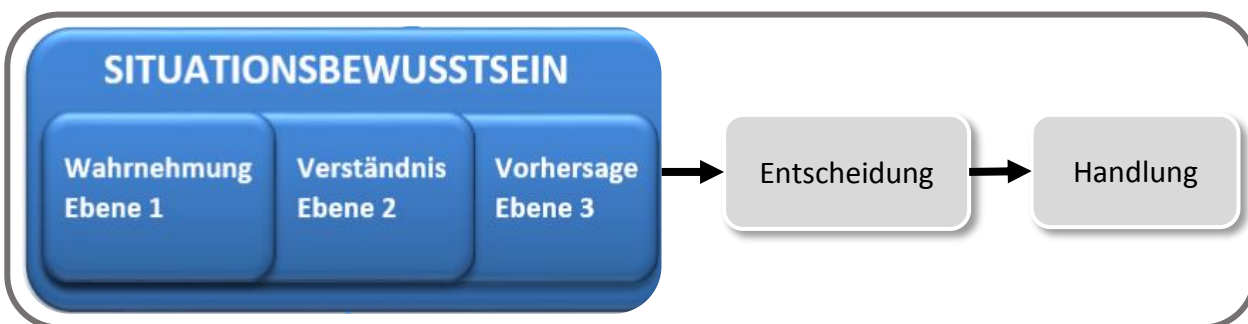 SITUATIONSBEWUSSTSEIN
Wahrnehmung
Ebene 1
Verständnis
Ebene 2
Vorhersage
Ebene 3
Entscheidung
Handlung